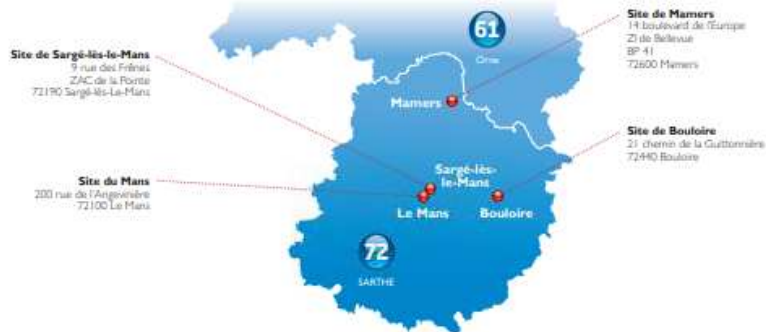 Site de Mamers
14 boulevard de l'Europe
ZI de Bellevue
BP 41
72600 Mamers
61
Orne
Site de Sargé-lès-le-Mans
9 rue des Frênes
ZAC de la Pointe
72190 Sargé-lès-Le-Mans
Mamers
Site de Bouloire
21 chemin de la Guittonnière
72440 Bouloire
Sargé-lès-
le-Mans
Site du Mans
200 rue de l'Angevinière
72100 Le Mans
Le Mans
Bouloire
72
SARTHE